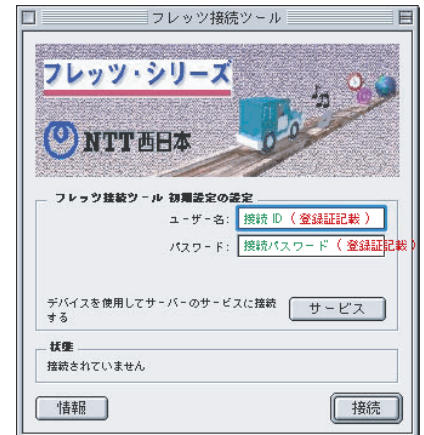 フレッツ接続ツール
フレッツ・シリーズ
NTT西日本
フレッツ接続ツール 初期設定の設定
ユーザー名: 接続 ID（登録証記載）
パスワード: 接続パスワード（登録証記載）
デバイスを使用してサーバーのサービスに接続
する
サービス
状態
接続されていません
情報
接続